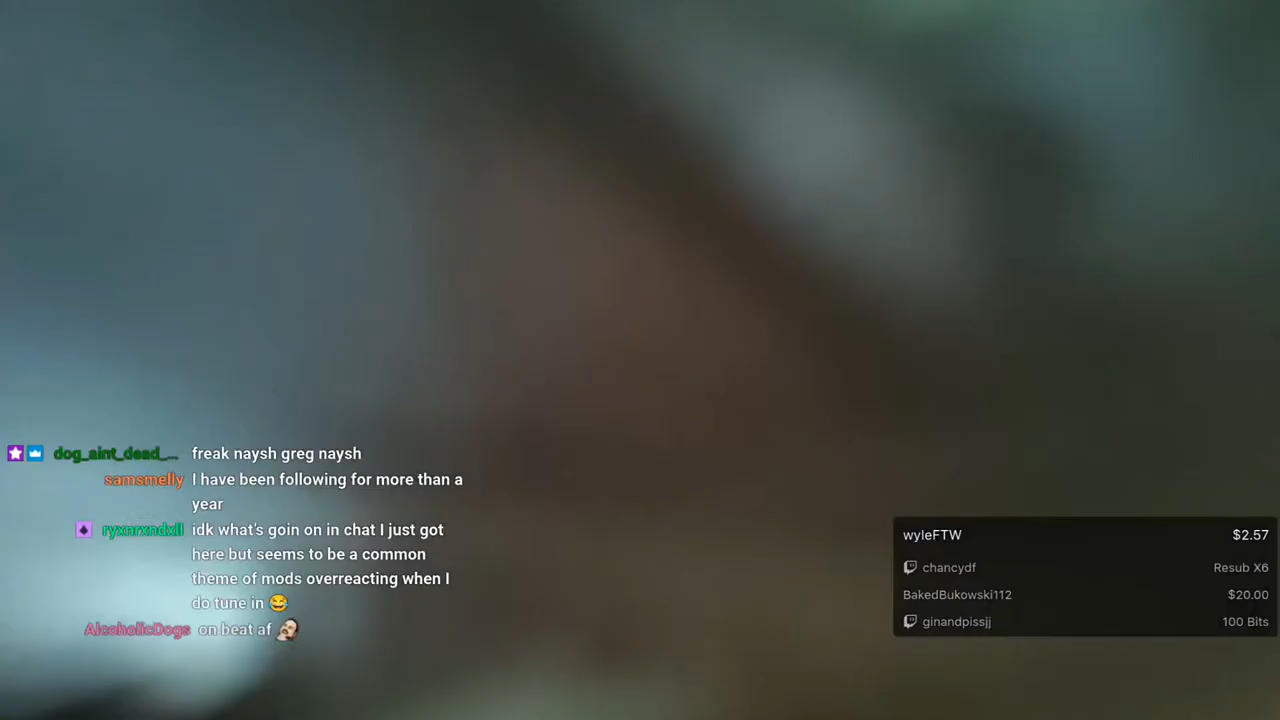 dog_aint_dead_... freak naysh greg naysh
samsmelly I have been following for more than a
year
ryxnrxndxll idk what's goin on in chat I just got
here but seems to be a common
theme of mods overreacting when I
do tune in 😂
AlcoholicDogs on beat af
wyleFTW $2.57
chancydf Resub X6
BakedBukowski112 $20.00
ginandpissjj 100 Bits